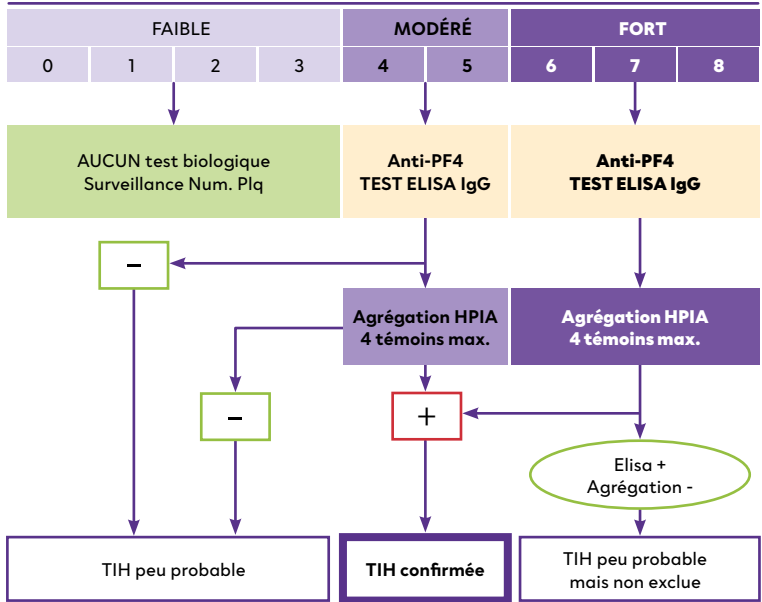 FAIBLE
MODÉRÉ
FORT
0
1
2
3
4
5
6
7
8
AUCUN test biologique
Surveillance Num. Plq
Anti-PF4
TEST ELISA IgG
Anti-PF4
TEST ELISA IgG
–
Agrégation HPIA
4 témoins max.
Agrégation HPIA
4 témoins max.
–
+
Elisa +
Agrégation -
TIH peu probable
TIH confirmée
TIH peu probable
mais non exclue